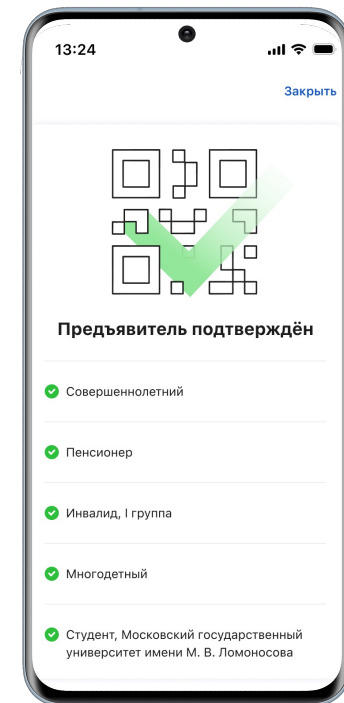 13:24
Закрыть
Предъявитель подтверждён
Совершеннолетний
Пенсионер
Инвалид, I группа
Многодетный
Студент, Московский государственный
университет имени М. В. Ломоносова